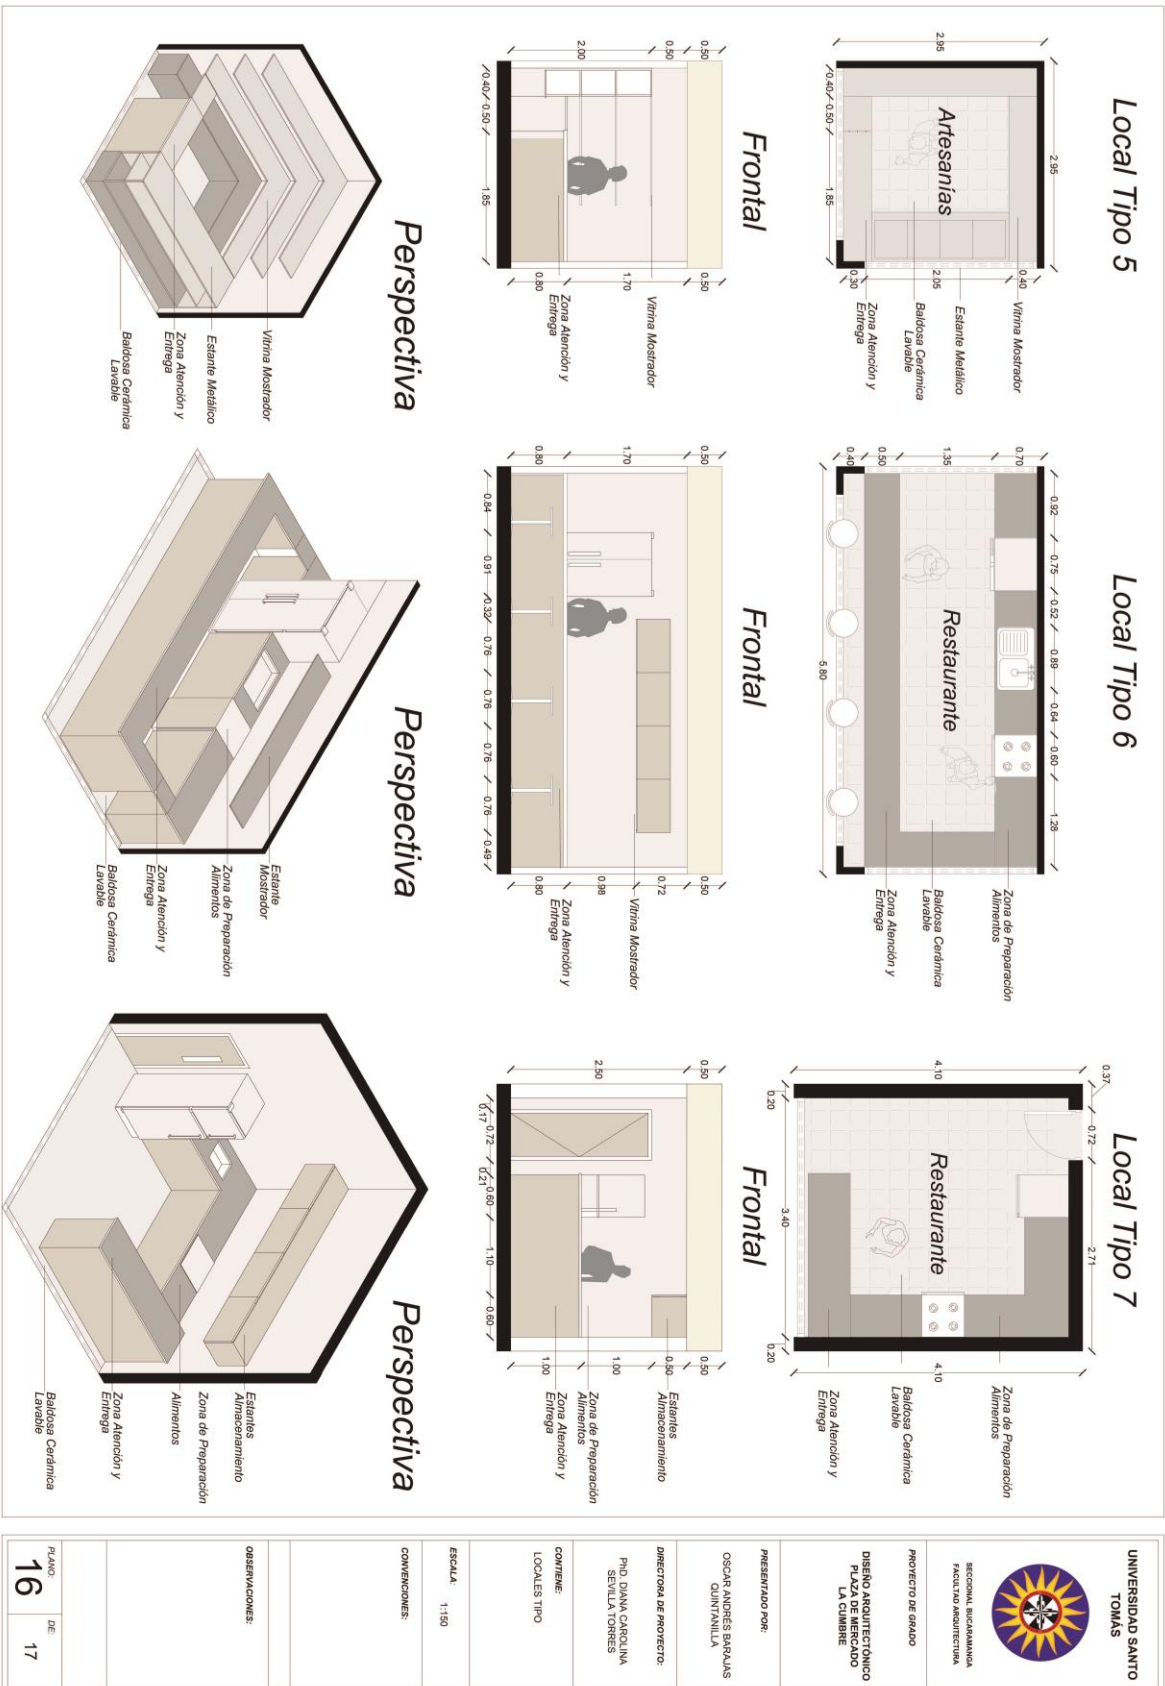 Local Tipo 5
2.95
2.95
Artesanías
0.40
0.50
1.85
0.30
2.05
0.40
Vitrina Mostrador
Estante Metálico
Baldosa Cerámica
Lavable
Zona Atención y
Entrega
Local Tipo 6
0.70
1.35
0.50
0.40
0.92
0.75
0.52
0.89
0.64
0.60
1.28
Restaurante
5.80
Zona de Preparación
Alimentos
Baldosa Cerámica
Lavable
Zona Atención y
Entrega
Local Tipo 7
0.37
0.72
2.71
4.10
Restaurante
0.20
3.40
0.20
4.10
Zona de Preparación
Alimentos
Baldosa Cerámica
Lavable
Zona Atención y
Entrega
Frontal
0.50
0.50
2.00
0.40
0.50
1.85
0.50
1.70
0.80
Vitrina Mostrador
Zona Atención y
Entrega
Frontal
0.50
1.70
0.80
0.84
0.91
0.32
0.76
0.76
0.76
0.76
0.49
0.50
0.72
0.98
0.80
Vitrina Mostrador
Zona Atención y
Entrega
Frontal
0.50
2.50
0.17
0.72
0.21
0.60
1.10
0.60
0.50
0.50
1.00
1.00
Estantes
Almacenamiento
Zona de Preparación
Alimentos
Zona Atención y
Entrega
Perspectiva
Vitrina Mostrador
Estante Metálico
Zona Atención y
Entrega
Baldosa Cerámica
Lavable
Perspectiva
Estante
Mostrador
Zona de Preparación
Alimentos
Zona Atención y
Entrega
Baldosa Cerámica
Lavable
Perspectiva
Estantes
Almacenamiento
Zona de Preparación
Alimentos
Zona Atención y
Entrega
Baldosa Cerámica
Lavable
UNIVERSIDAD SANTO
TOMÁS
SECCIONAL BUCARAMANGA
FACULTAD ARQUITECTURA
PROYECTO DE GRADO
DISEÑO ARQUITECTÓNICO
PLAZA DE MERCADO
LA CUMBRE
PRESENTADO POR:
OSCAR ANDRÉS BARAJAS
QUINTANILLA
DIRECTORA DE PROYECTO:
PhD. DIANA CAROLINA
SEVILLA TORRES
CONTIENE:
LOCALES TIPO
ESCALA: 1:150
CONVENCIONES:
OBSERVACIONES:
PLANO: DE:
16 17